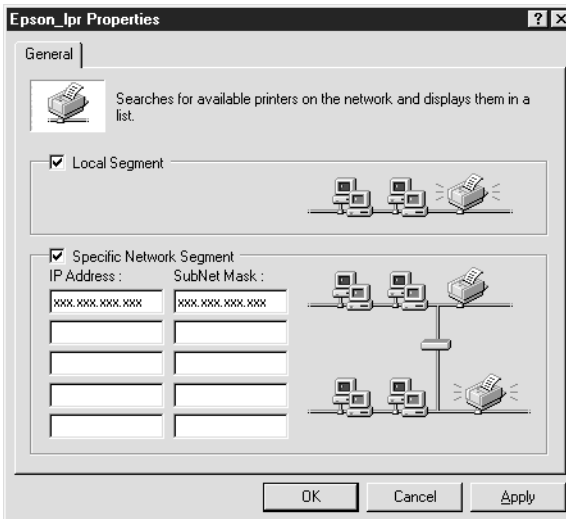 Epson_lpr Properties
General
Searches for available printers on the network and displays them in a
list.
Local Segment
Specific Network Segment
IP Address : SubNet Mask :
xxx.xxx.xxx.xxx xxx.xxx.xxx.xxx
OK Cancel Apply